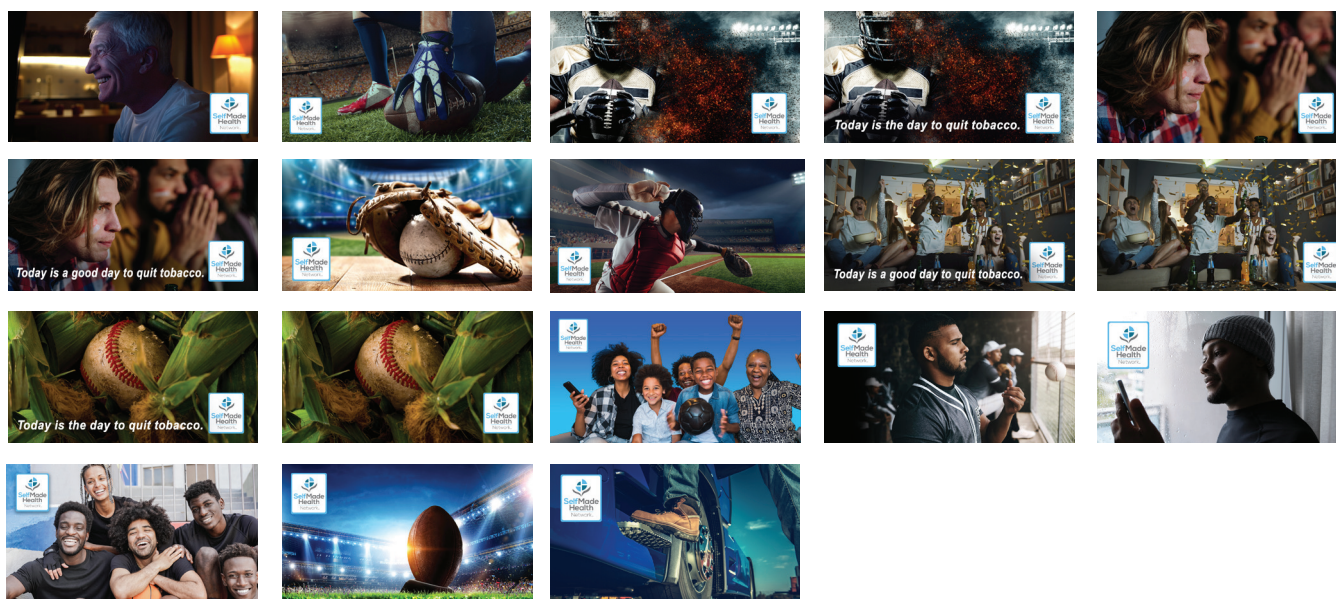 SelfMade
Health
Network.
SelfMade
Health
Network.
SelfMade
Health
Network.
Today is the day to quit tobacco.
SelfMade
Health
Network.
SelfMade
Health
Network.
Today is a good day to quit tobacco.
SelfMade
Health
Network.
SelfMade
Health
Network.
SelfMade
Health
Network.
Today is a good day to quit tobacco.
SelfMade
Health
Network.
SelfMade
Health
Network.
Today is the day to quit tobacco.
SelfMade
Health
Network.
SelfMade
Health
Network.
SelfMade
Health
Network.
SelfMade
Health
Network.
SelfMade
Health
Network.
SelfMade
Health
Network.
SelfMade
Health
Network.
SelfMade
Health
Network.